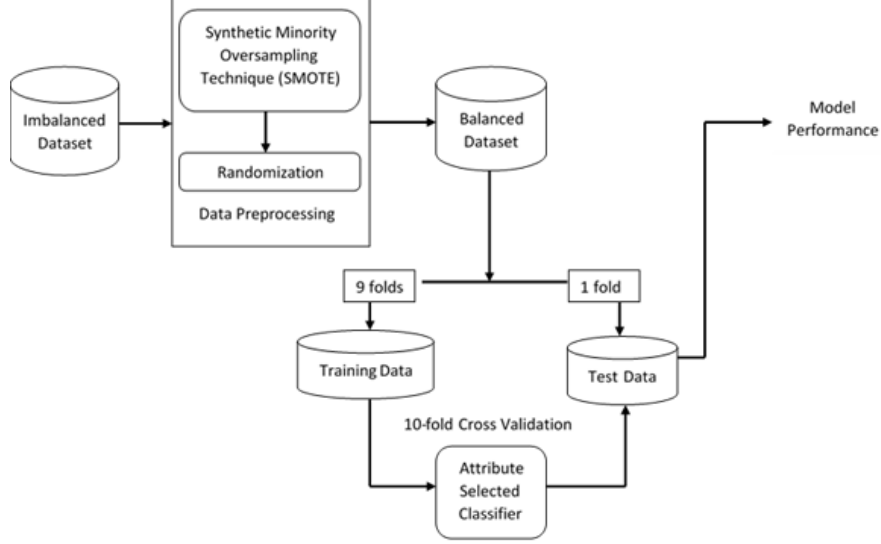 Synthetic Minority
Oversampling
Technique (SMOTE)
Imbalanced
Dataset
Randomization
Data Preprocessing
Balanced
Dataset
Model
Performance
9 folds
1 fold
Training Data
Test Data
10-fold Cross Validation
Attribute
Selected
Classifier